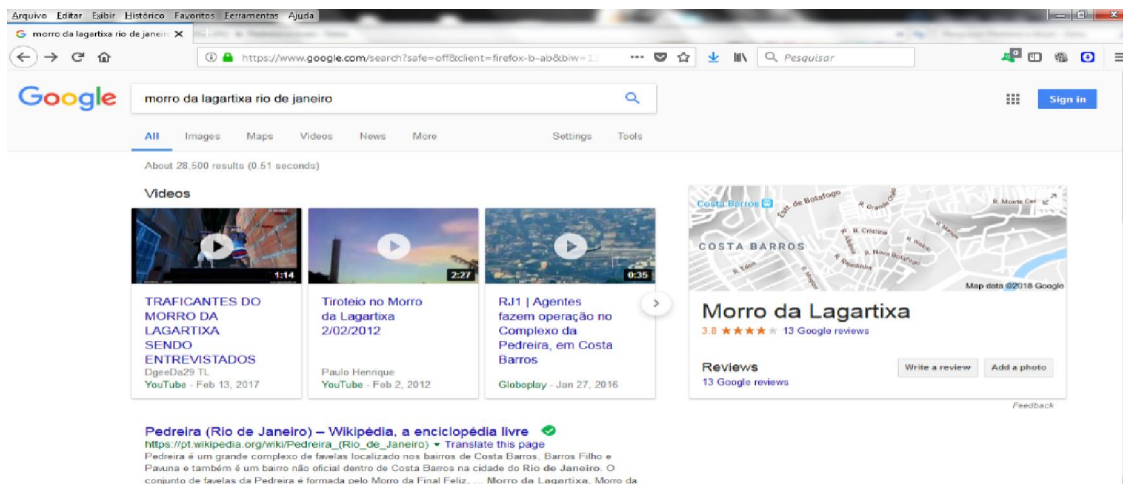 Arquivo Editar Exibir Histórico Favoritos Ferramentas Ajuda
morro da lagartixa rio de janeir
https://www.google.com/search?safe=off&client=firefox-b-ab&biw=1
Pesquisar
Google
morro da lagartixa rio de janeiro
Sign in
All Images Maps Videos News More Settings Tools
About 28,500 results (0.51 seconds)
Videos
1:14
2:27
0:35
TRAFICANTES DO
MORRO DA
LAGARTIXA
SENDO
ENTREVISTADOS
DgeeDa29 TL
YouTube - Feb 13, 2017
Tiroteio no Morro
da Lagartixa
2/02/2012
Paulo Henrique
YouTube - Feb 2, 2012
RJ1 | Agentes
fazem operação no
Complexo da
Pedreira, em Costa
Barros
Globoplay - Jan 27, 2016
Costa Barros
Estr. de Botafogo
COSTA BARROS
R. Cristina
Map data ©2018 Google
Morro da Lagartixa
3.8 13 Google reviews
Reviews
13 Google reviews
Write a review
Add a photo
Feedback
Pedreira (Rio de Janeiro) – Wikipédia, a enciclopédia livre
https://pt.wikipedia.org/wiki/Pedreira_(Rio_de_Janeiro) Translate this page
Pedreira é um grande complexo de favelas localizado nos bairros de Costa Barros, Barros Filho e
Pavuna e também é um bairro não oficial dentro de Costa Barros na cidade do Rio de Janeiro. O
conjunto de favelas da Pedreira é formada pelo Morro da Final Feliz, ... Morro da Lagartixa, Morro da